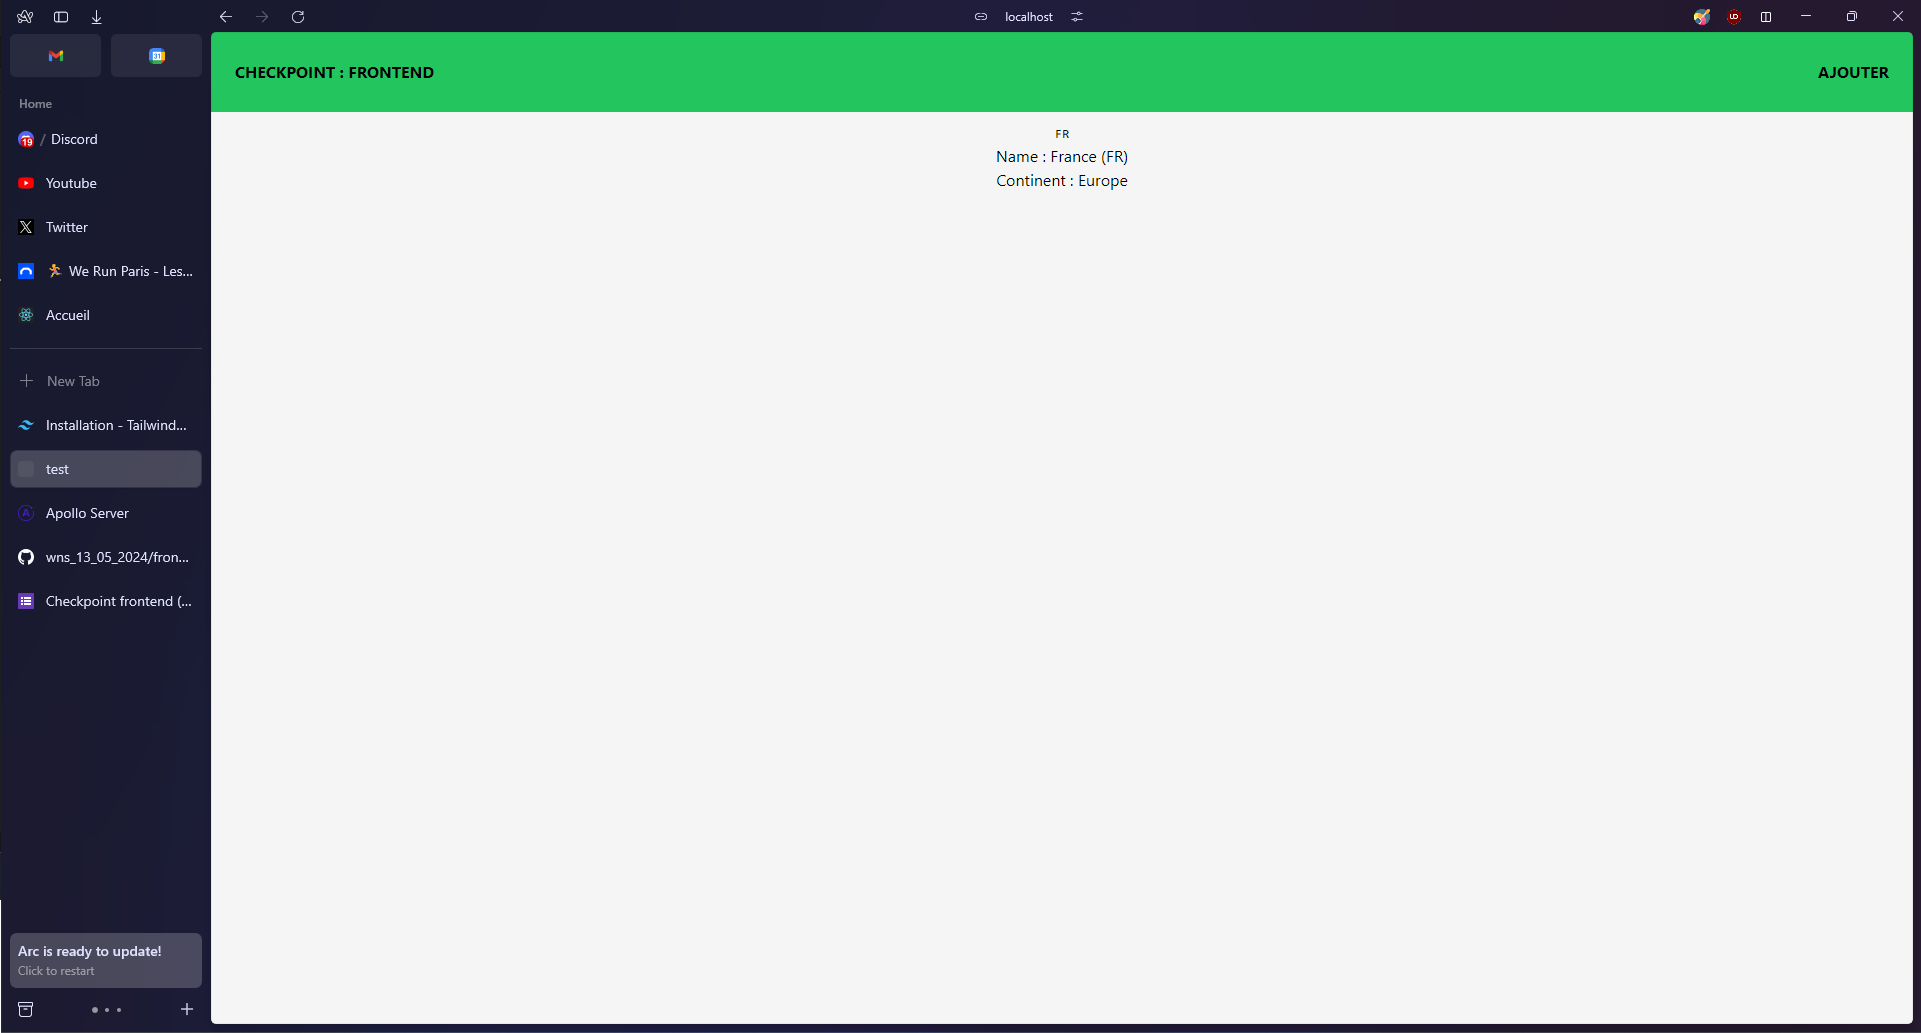 localhost
UD
31
Home
19 / Discord
Youtube
Twitter
We Run Paris - Les...
Accueil
New Tab
Installation - Tailwind...
test
Apollo Server
wns_13_05_2024/fron...
Checkpoint frontend (...
Arc is ready to update!
Click to restart
CHECKPOINT : FRONTEND
AJOUTER
FR
Name : France (FR)
Continent : Europe